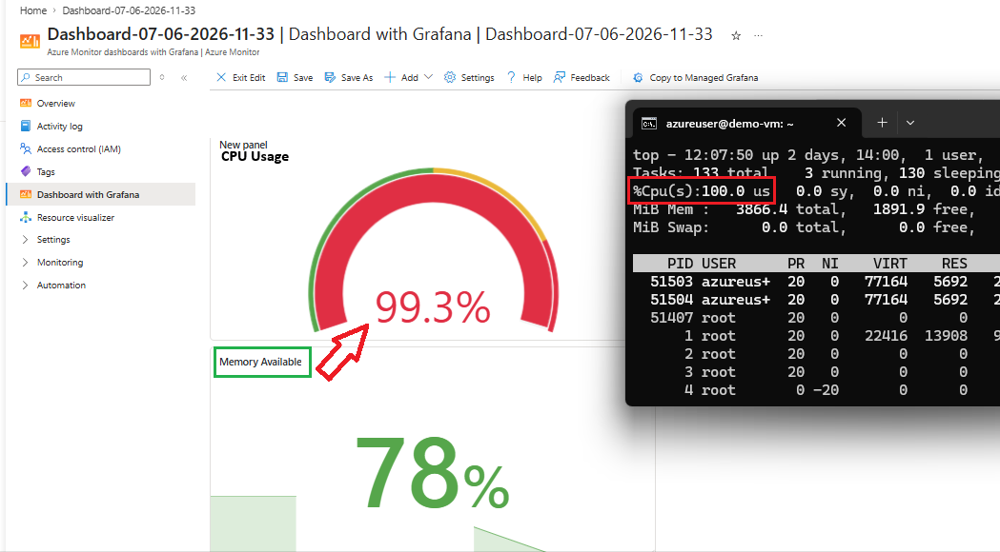 Home > Dashboard-07-06-2026-11-33
Dashboard-07-06-2026-11-33 | Dashboard with Grafana | Dashboard-07-06-2026-11-33
Azure Monitor dashboards with Grafana | Azure Monitor
Search
Exit Edit Save Save As Add Settings Help Feedback Copy to Managed Grafana
Overview
Activity log
Access control (IAM)
Tags
Dashboard with Grafana
Resource visualizer
Settings
Monitoring
Automation
New panel
CPU Usage
99.3%
Memory Available
78%
azureuser@demo-vm: ~
top - 12:07:50 up 2 days, 14:00, 1 user,
Tasks: 133 total, 3 running, 130 sleeping
%Cpu(s):100.0 us, 0.0 sy, 0.0 ni, 0.0 id
MiB Mem : 3866.4 total, 1891.9 free,
MiB Swap: 0.0 total, 0.0 free,
PID USER PR NI VIRT RES
51503 azureus+ 20 0 77164 5692 2
51504 azureus+ 20 0 77164 5692 2
51407 root 20 0 0 0
1 root 20 0 22416 13908 9
2 root 20 0 0 0
3 root 20 0 0 0
4 root 0 -20 0 0